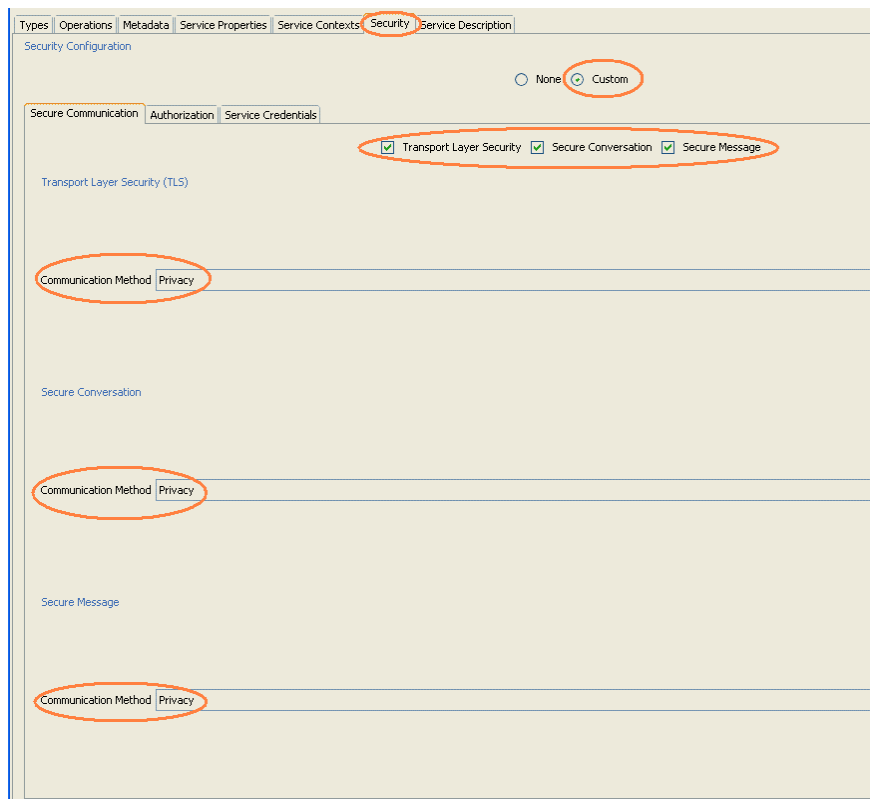 Types Operations Metadata Service Properties Service Contexts Security Service Description
Security Configuration
None Custom
Secure Communication Authorization Service Credentials
Transport Layer Security Secure Conversation Secure Message
Transport Layer Security (TLS)
Communication Method Privacy
Secure Conversation
Communication Method Privacy
Secure Message
Communication Method Privacy